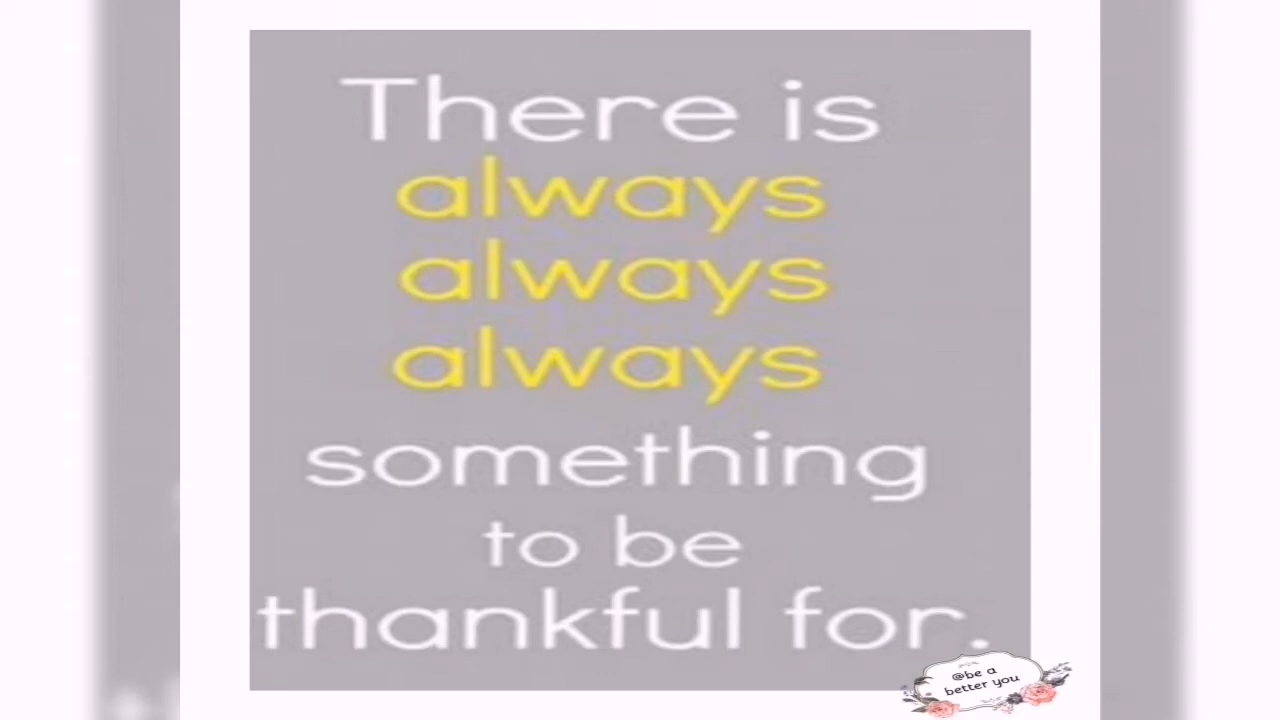 There is
always
always
always
something
to be
thankful for.
@be a
better you